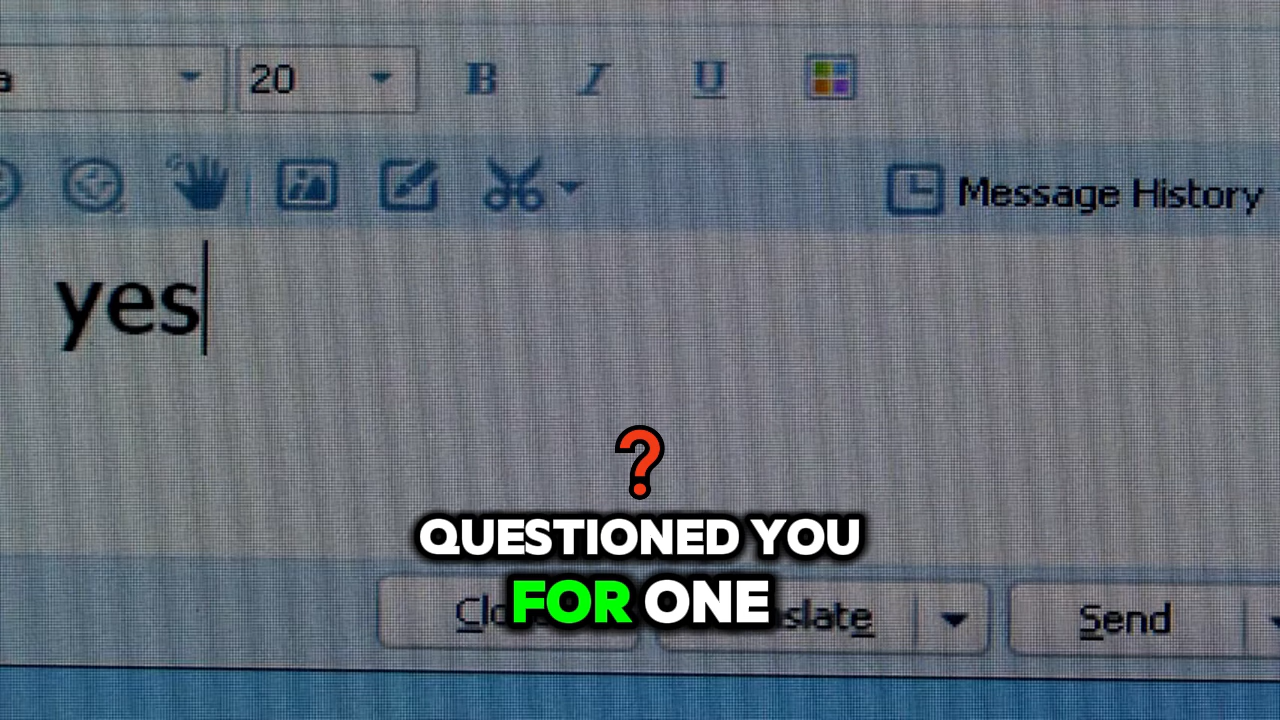 a 20 B I U
Message History
yes
?
QUESTIONED YOU
FOR ONE
Send